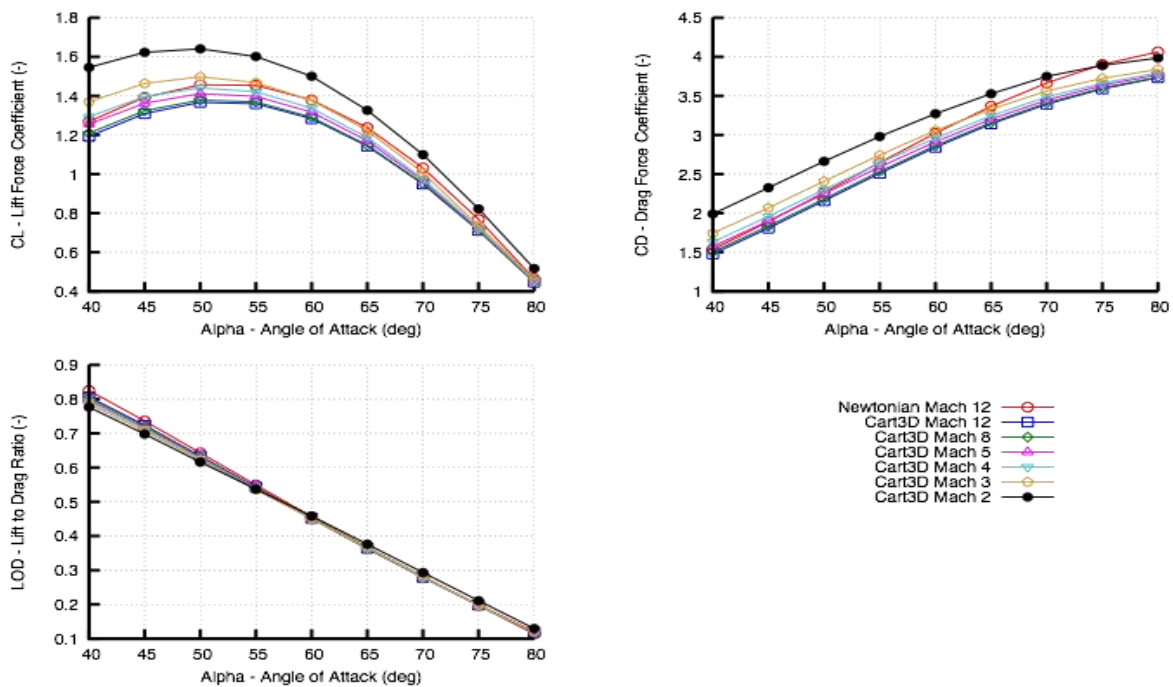 CL - Lift Force Coefficient (-)
1.8
1.6
1.4
1.2
1
0.8
0.6
0.4
40 45 50 55 60 65 70 75 80
Alpha - Angle of Attack (deg)
CD - Drag Force Coefficient (-)
4.5
4
3.5
3
2.5
2
1.5
1
40 45 50 55 60 65 70 75 80
Alpha - Angle of Attack (deg)
LOD - Lift to Drag Ratio (-)
0.9
0.8
0.7
0.6
0.5
0.4
0.3
0.2
0.1
40 45 50 55 60 65 70 75 80
Alpha - Angle of Attack (deg)
Newtonian Mach 12
Cart3D Mach 12
Cart3D Mach 8
Cart3D Mach 5
Cart3D Mach 4
Cart3D Mach 3
Cart3D Mach 2